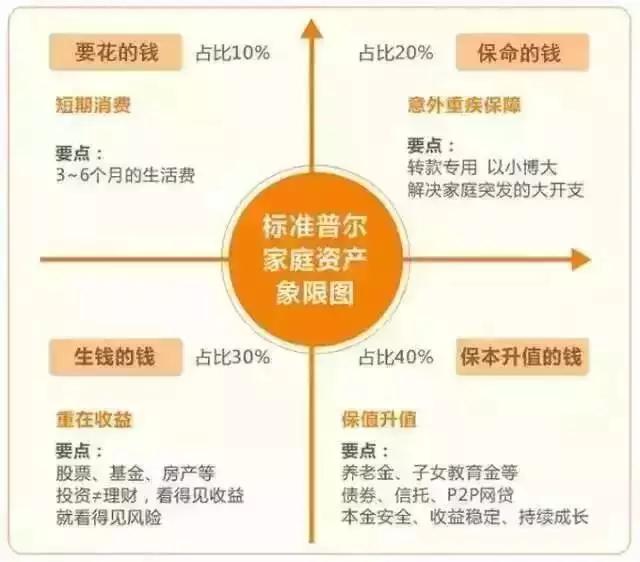 要花的钱 占比10%
短期消费
要点：
3~6个月的生活费
占比20% 保命的钱
意外重疾保障
要点：
转款专用 以小博大
解决家庭突发的大开支
标准普尔
家庭资产
象限图
生钱的钱 占比30%
重在收益
要点：
股票、基金、房产等
投资≠理财，看得见收益
就看得见风险
占比40% 保本升值的钱
保值升值
要点：
养老金、子女教育金等
债券、信托、P2P网贷
本金安全、收益稳定、持续成长